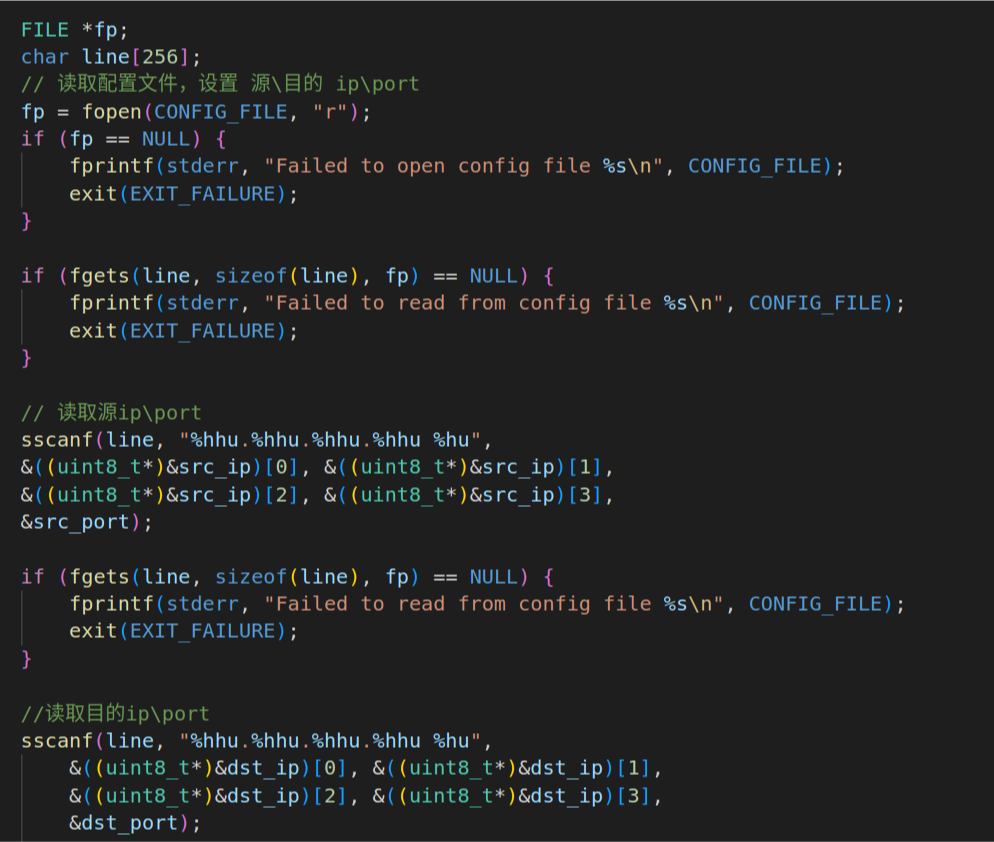 FILE *fp;
char line[256];
// 读取配置文件，设置 源\目的 ip\port
fp = fopen(CONFIG_FILE, "r");
if (fp == NULL) {
    fprintf(stderr, "Failed to open config file %s\n", CONFIG_FILE);
    exit(EXIT_FAILURE);
}

if (fgets(line, sizeof(line), fp) == NULL) {
    fprintf(stderr, "Failed to read from config file %s\n", CONFIG_FILE);
    exit(EXIT_FAILURE);
}

// 读取源ip\port
sscanf(line, "%hhu.%hhu.%hhu.%hhu %hu",
&((uint8_t*)&src_ip)[0], &((uint8_t*)&src_ip)[1],
&((uint8_t*)&src_ip)[2], &((uint8_t*)&src_ip)[3],
&src_port);

if (fgets(line, sizeof(line), fp) == NULL) {
    fprintf(stderr, "Failed to read from config file %s\n", CONFIG_FILE);
    exit(EXIT_FAILURE);
}

//读取目的ip\port
sscanf(line, "%hhu.%hhu.%hhu.%hhu %hu",
    &((uint8_t*)&dst_ip)[0], &((uint8_t*)&dst_ip)[1],
    &((uint8_t*)&dst_ip)[2], &((uint8_t*)&dst_ip)[3],
    &dst_port);